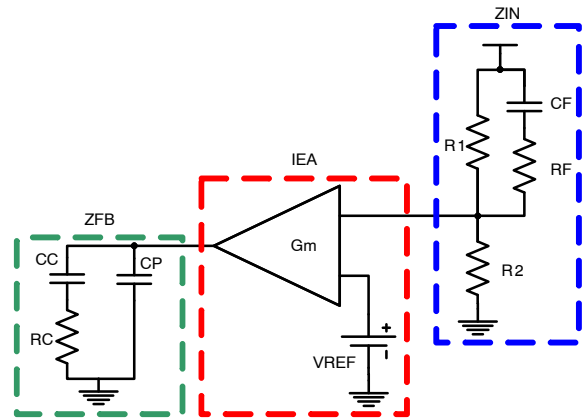 ZIN
CF
R1
RF
IEA
ZFB
Gm
CC
CP
R2
RC
VREF
+
-